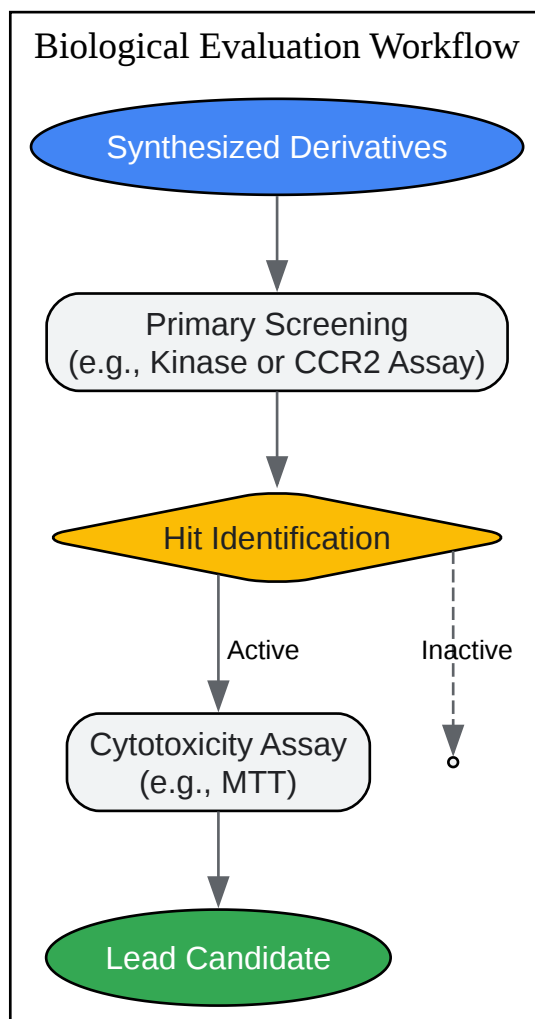 Biological Evaluation Workflow
Synthesized Derivatives
Primary Screening
(e.g., Kinase or CCR2 Assay)
Hit Identification
Active
Inactive
Cytotoxicity Assay
(e.g., MTT)
Lead Candidate